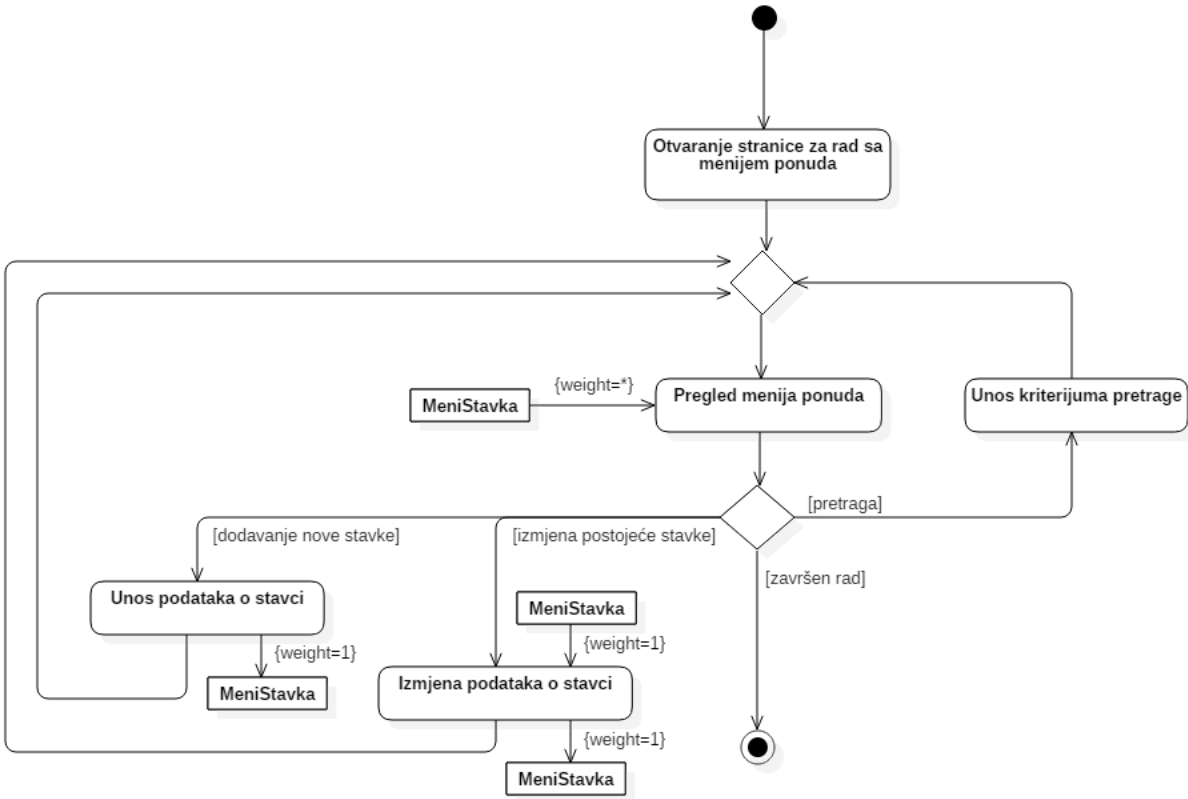 Otvaranje stranice za rad sa
menijem ponuda
{weight=*}
MeniStavka
Pregled menija ponuda
Unos kriterijuma pretrage
[pretraga]
[dodavanje nove stavke]
[izmjena postojeće stavke]
[završen rad]
Unos podataka o stavci
MeniStavka
{weight=1}
{weight=1}
MeniStavka
Izmjena podataka o stavci
{weight=1}
MeniStavka